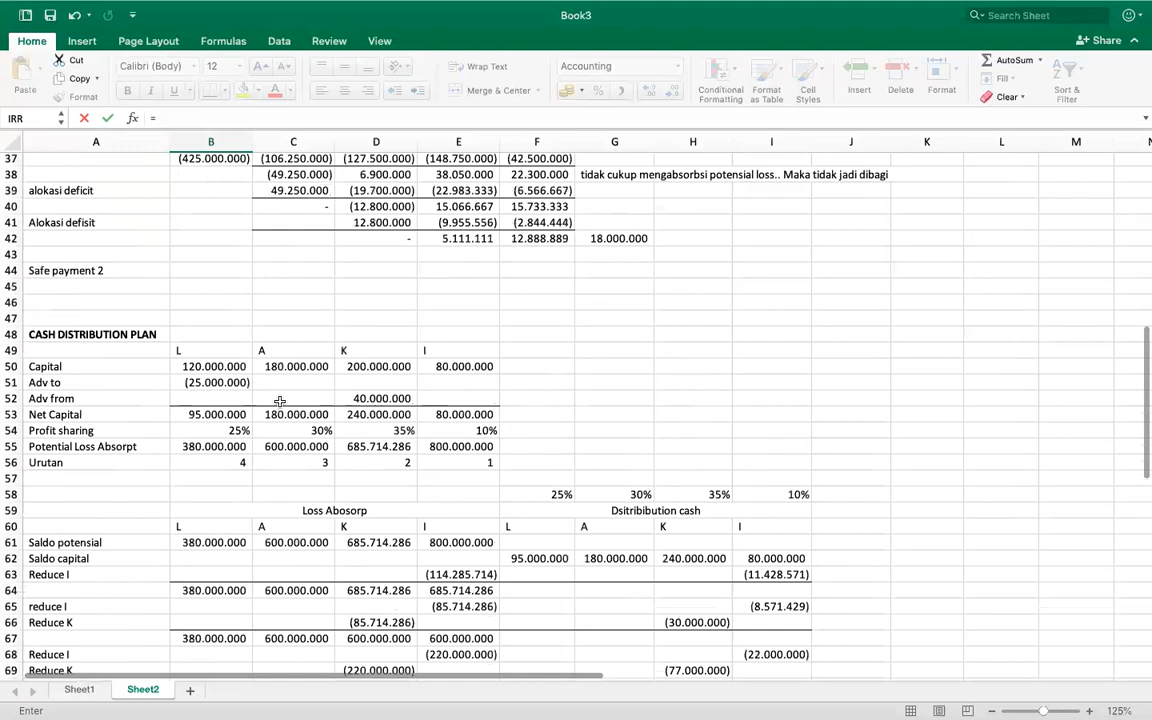 Book3
Search Sheet
Home Insert Page Layout Formulas Data Review View Share
Paste Cut Copy Format Calibri (Body) 12 A A Wrap Text Accounting Conditional Formatting Format as Table Cell Styles Insert Delete Format AutoSum Fill Clear Sort & Filter
B I U A Merge & Center %
IRR fx =
A B C D E F G H I J K L M N
37 (425.000.000) (106.250.000) (127.500.000) (148.750.000) (42.500.000)
38 (49.250.000) 6.900.000 38.050.000 22.300.000 tidak cukup mengabsorbsi potensial loss.. Maka tidak jadi dibagi
39 alokasi deficit 49.250.000 (19.700.000) (22.983.333) (6.566.667)
40 - (12.800.000) 15.066.667 15.733.333
41 Alokasi defisit 12.800.000 (9.955.556) (2.844.444)
42 - 5.111.111 12.888.889 18.000.000
43
44 Safe payment 2
45
46
47
48 CASH DISTRIBUTION PLAN
49 L A K I
50 Capital 120.000.000 180.000.000 200.000.000 80.000.000
51 Adv to (25.000.000)
52 Adv from 40.000.000
53 Net Capital 95.000.000 180.000.000 240.000.000 80.000.000
54 Profit sharing 25% 30% 35% 10%
55 Potential Loss Absorpt 380.000.000 600.000.000 685.714.286 800.000.000
56 Urutan 4 3 2 1
57
58 25% 30% 35% 10%
59 Loss Abosorp Dsitribibution cash
60 L A K I L A K I
61 Saldo potensial 380.000.000 600.000.000 685.714.286 800.000.000
62 Saldo capital 95.000.000 180.000.000 240.000.000 80.000.000
63 Reduce I (114.285.714) (11.428.571)
64 380.000.000 600.000.000 685.714.286 685.714.286
65 reduce I (85.714.286) (8.571.429)
66 Reduce K (85.714.286) (30.000.000)
67 380.000.000 600.000.000 600.000.000 600.000.000
68 Reduce I (220.000.000) (22.000.000)
69 Reduce K (220.000.000) (77.000.000)
Sheet1 Sheet2 +
Enter 125%